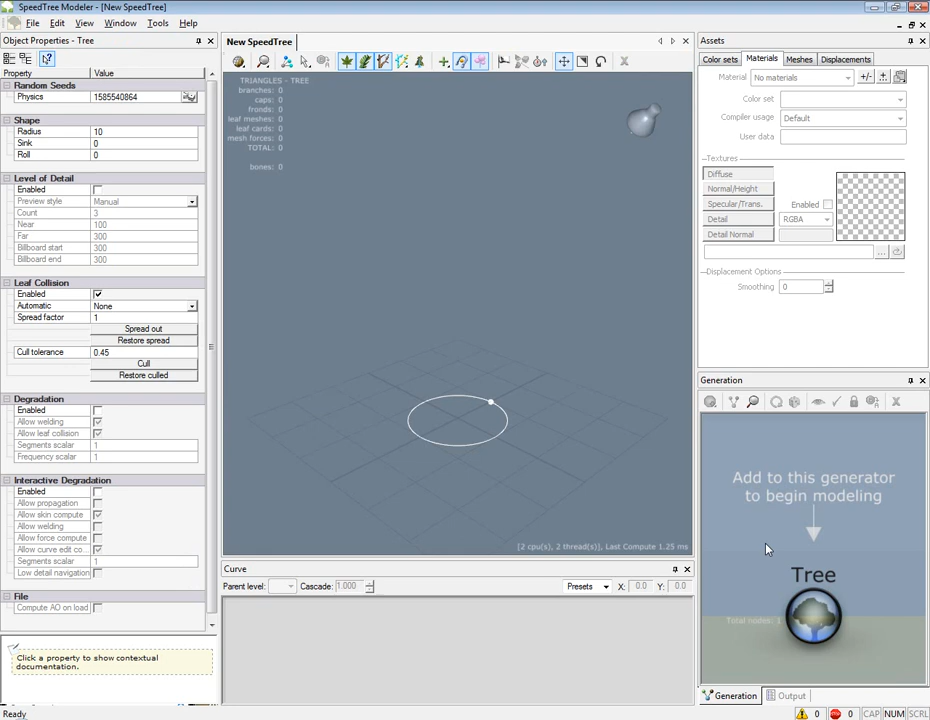 SpeedTree Modeler - [New SpeedTree]
File Edit View Window Tools Help
Object Properties - Tree
Property Value
Random Seeds
Physics 1585540864
Shape
Radius 10
Sink 0
Roll 0
Level of Detail
Enabled
Preview style Manual
Count 3
Near 100
Far 300
Billboard start 300
Billboard end 300
Leaf Collision
Enabled
Automatic None
Spread factor 1
Spread out
Restore spread
Cull tolerance 0.45
Cull
Restore culled
Degradation
Enabled
Allow welding
Allow leaf collision
Segments scalar 1
Frequency scalar 1
Interactive Degradation
Enabled
Allow propagation
Allow skin compute
Allow welding
Allow force compute
Allow curve edit co...
Segments scalar 1
Low detail navigation
File
Compute AO on load
Click a property to show contextual
documentation.
Ready
New SpeedTree
TRIANGLES - TREE
branches: 0
caps: 0
fronds: 0
leaf meshes: 0
leaf cards: 0
mesh forces: 0
TOTAL: 0
bones: 0
[2 cpu(s), 2 thread(s)], Last Compute 1.25 ms
Curve
Parent level: Cascade: 1.000 Presets X: 0.0 Y: 0.0
Assets
Color sets Materials Meshes Displacements
Material No materials +/-
Color set
Compiler usage Default
User data
Textures
Diffuse
Normal/Height
Specular/Trans. Enabled
Detail RGBA
Detail Normal
...
Displacement Options
Smoothing 0
Generation
Add to this generator
to begin modeling
Tree
Total nodes: 1
Generation Output
0 0 CAP NUM SCRL